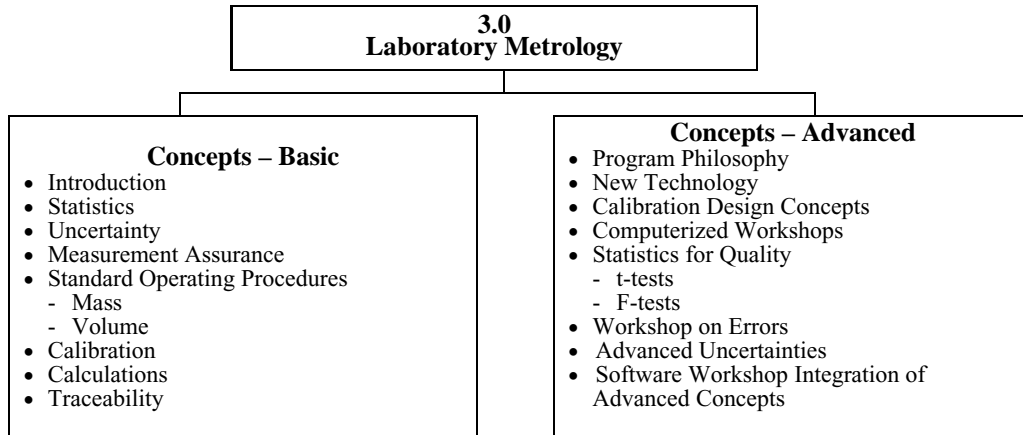 3.0
Laboratory Metrology
Concepts – Basic
• Introduction
• Statistics
• Uncertainty
• Measurement Assurance
• Standard Operating Procedures
- Mass
- Volume
• Calibration
• Calculations
• Traceability
Concepts – Advanced
• Program Philosophy
• New Technology
• Calibration Design Concepts
• Computerized Workshops
• Statistics for Quality
- t-tests
- F-tests
• Workshop on Errors
• Advanced Uncertainties
• Software Workshop Integration of
Advanced Concepts